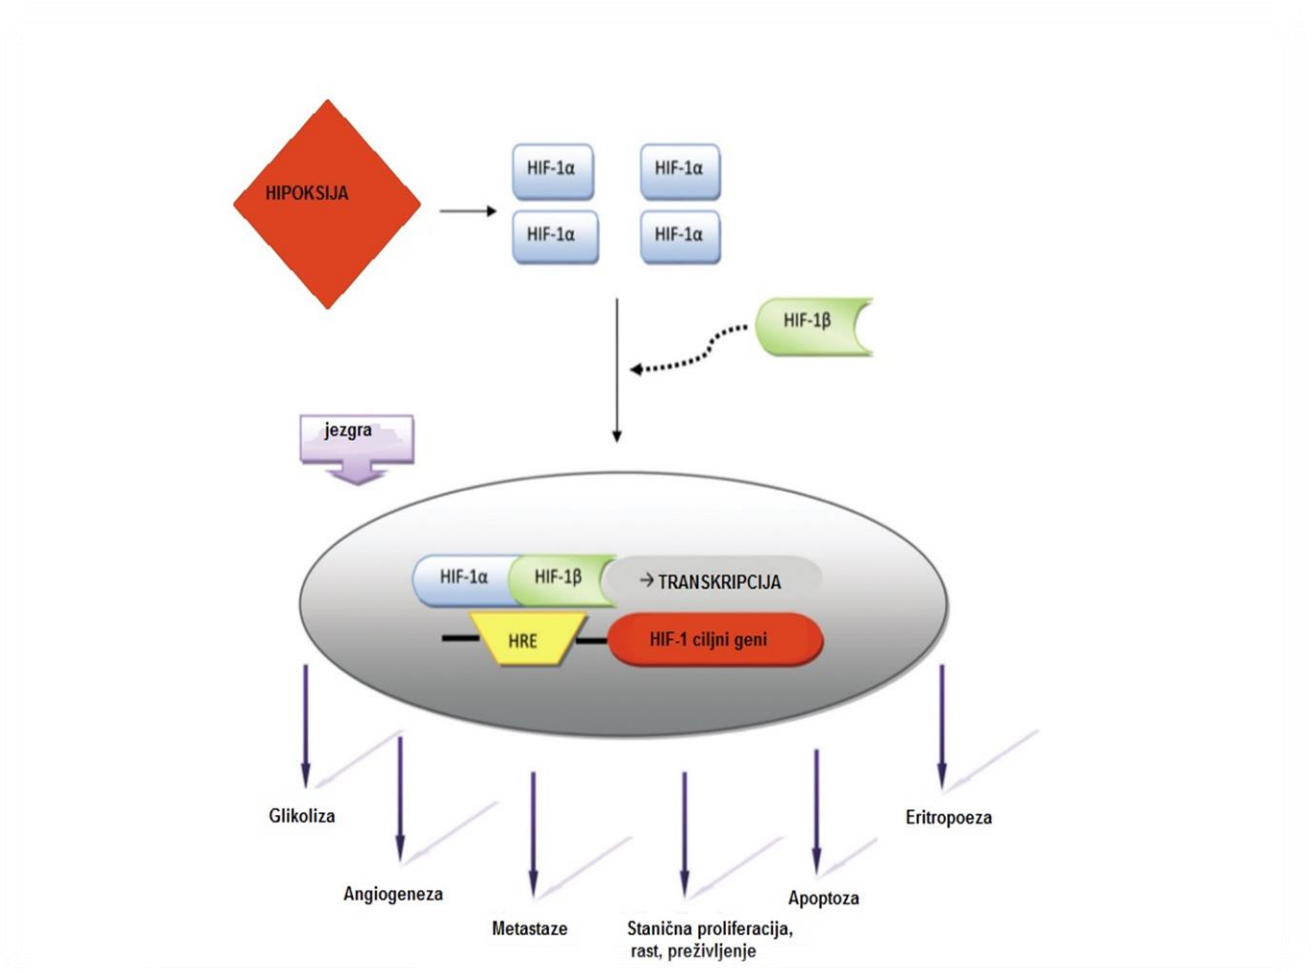 HIPOKSIJA
HIF-1α
HIF-1α
HIF-1α
HIF-1α
HIF-1β
jezgra
HIF-1α
HIF-1β
→ TRANSKRIPCIJA
HRE
HIF-1 ciljni geni
Glikoliza
Eritropoeza
Angiogeneza
Apoptoza
Metastaze
Stanična proliferacija,
rast, preživljenje